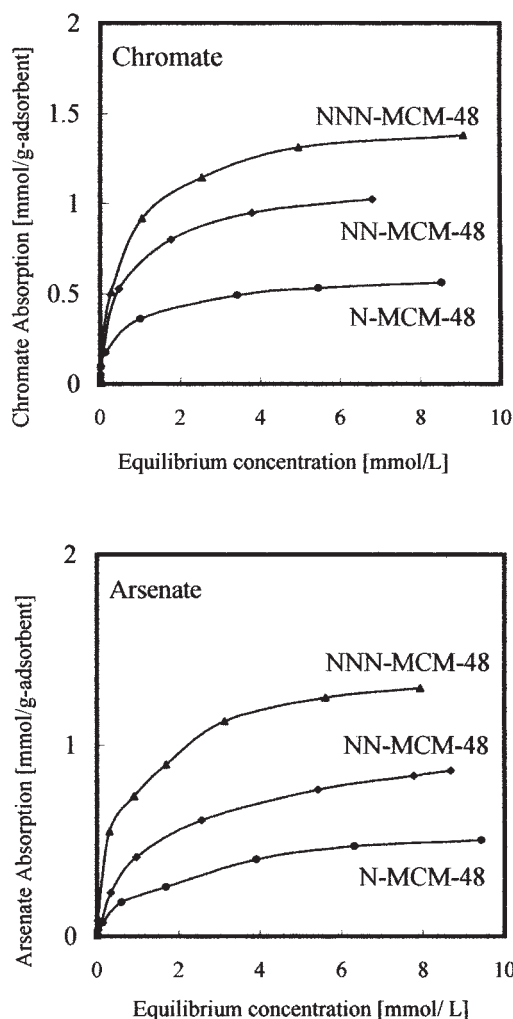 2
Chromate
NNN-MCM-48
1.5
1
NN-MCM-48
0.5
N-MCM-48
0
0 2 4 6 8 10
Chromate Absorption [mmol/g-adsorbent]
Equilibrium concentration [mmol/L]
2
Arsenate
NNN-MCM-48
1
NN-MCM-48
N-MCM-48
0
0 2 4 6 8 10
Arsenate Absorption [mmol/g-adsorbent]
Equilibrium concentration [mmol/ L]